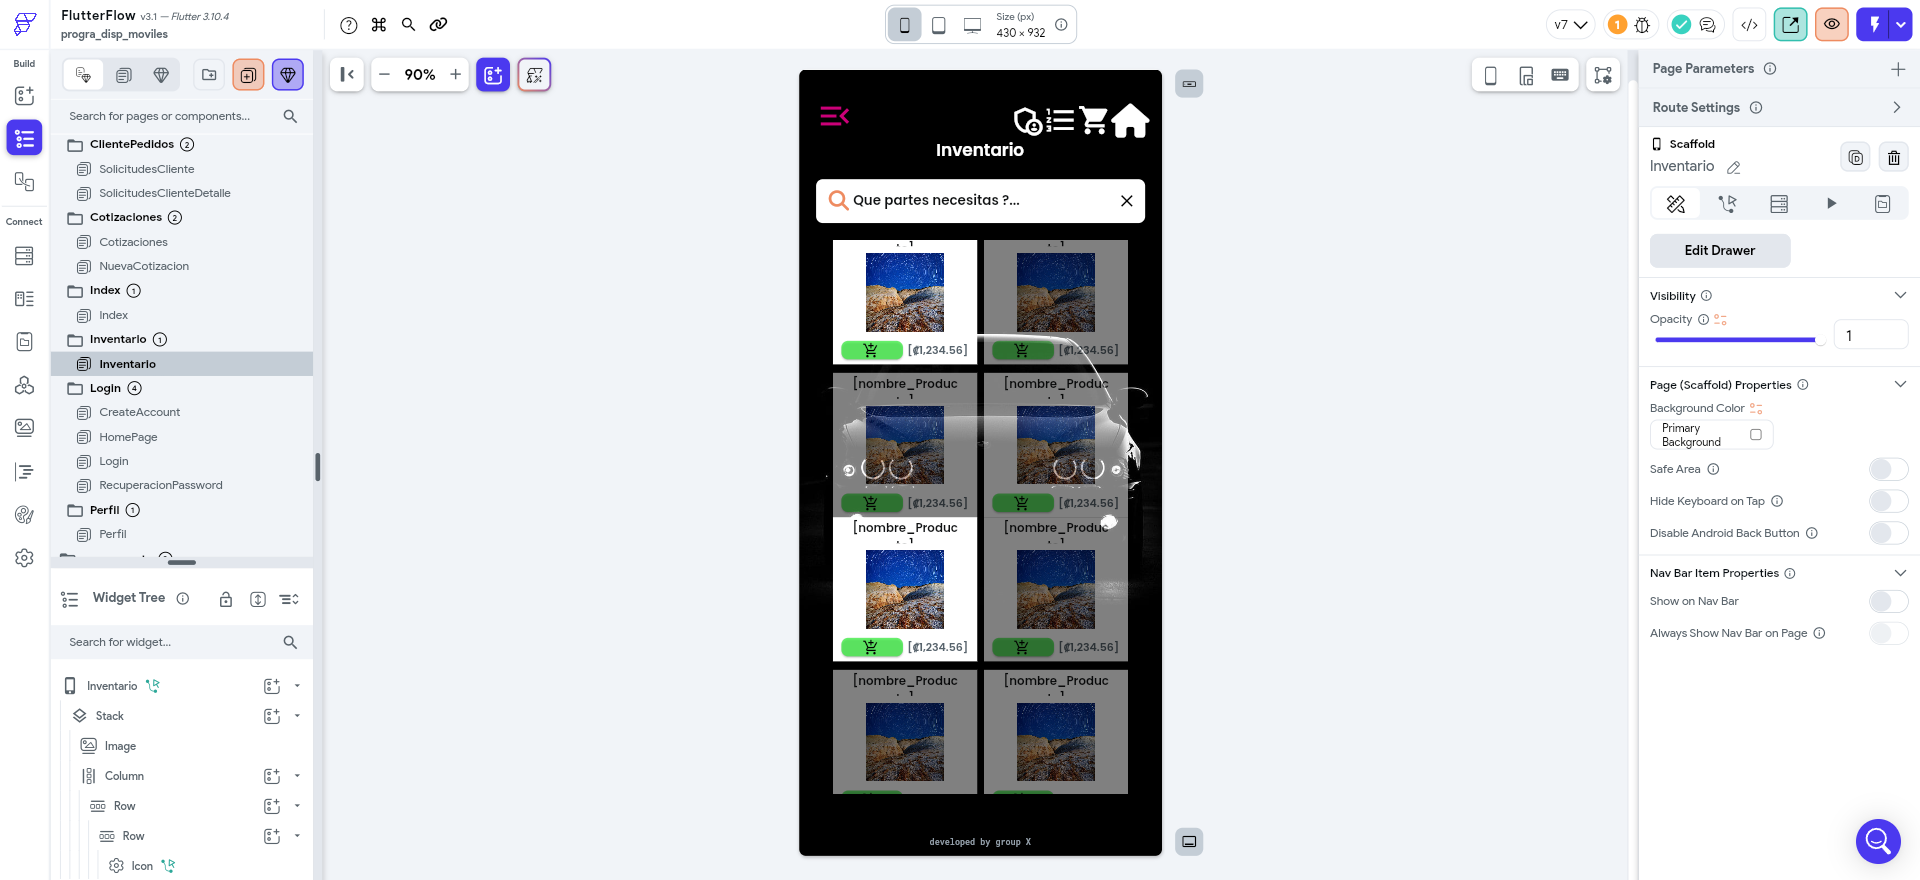 FlutterFlow v3.1 — Flutter 3.10.4
progra_disp_moviles
Size (px)
430 × 932
v7
1
Build
Connect
90%
Search for pages or components...
ClientePedidos 2
SolicitudesCliente
SolicitudesClienteDetalle
Cotizaciones 2
Cotizaciones
NuevaCotizacion
Index 1
Index
Inventario 1
Inventario
Login 4
CreateAccount
HomePage
Login
RecuperacionPassword
Perfil 1
Perfil
Widget Tree
Search for widget...
Inventario
Stack
Image
Column
Row
Row
Icon
Inventario
Que partes necesitas ?...
[₡1,234.56] [₡1,234.56]
[nombre_Produc [nombre_Produc
[₡1,234.56] [₡1,234.56]
[nombre_Produc [nombre_Produc
[₡1,234.56] [₡1,234.56]
[nombre_Produc [nombre_Produc
developed by group X
Page Parameters
Route Settings
Scaffold
Inventario
Edit Drawer
Visibility
Opacity
1
Page (Scaffold) Properties
Background Color
Primary
Background
Safe Area
Hide Keyboard on Tap
Disable Android Back Button
Nav Bar Item Properties
Show on Nav Bar
Always Show Nav Bar on Page